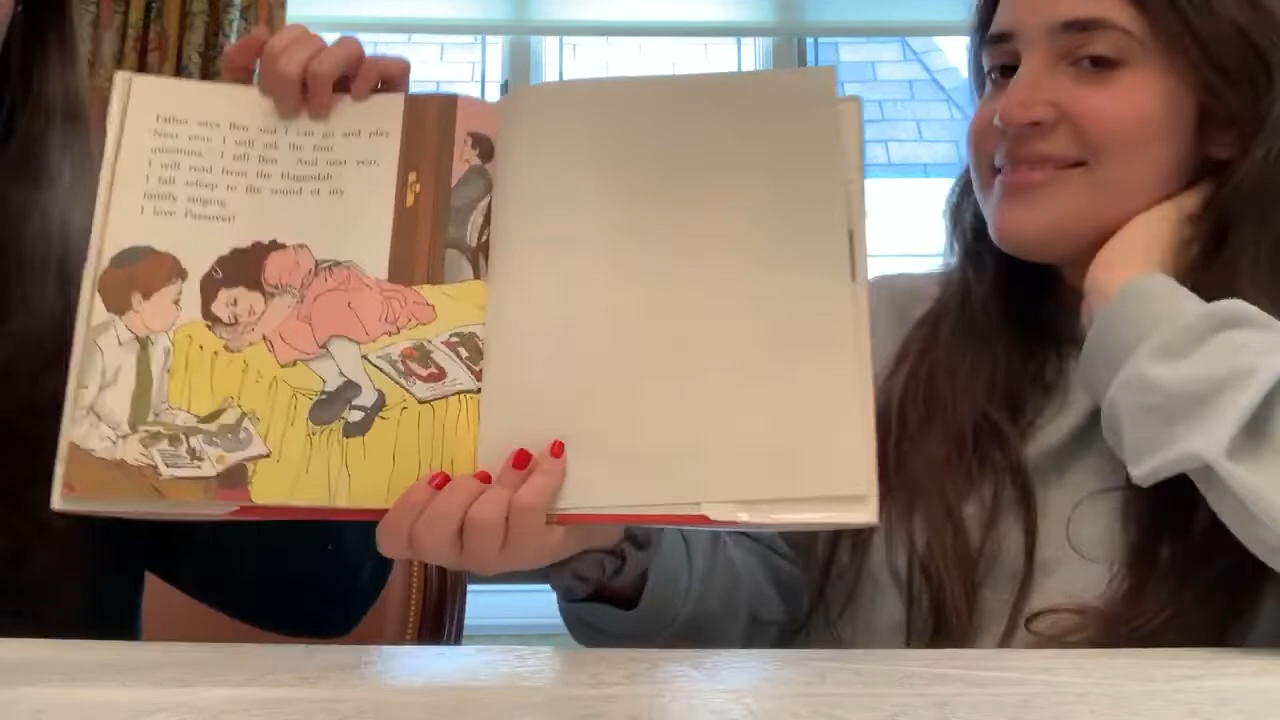 Father says Ben and I can go and play.
"Next year, I will ask the four
questions," I tell Ben. "And next year,
I will read from the Haggadah."
I fall asleep to the sound of my
family singing.
I love Passover!